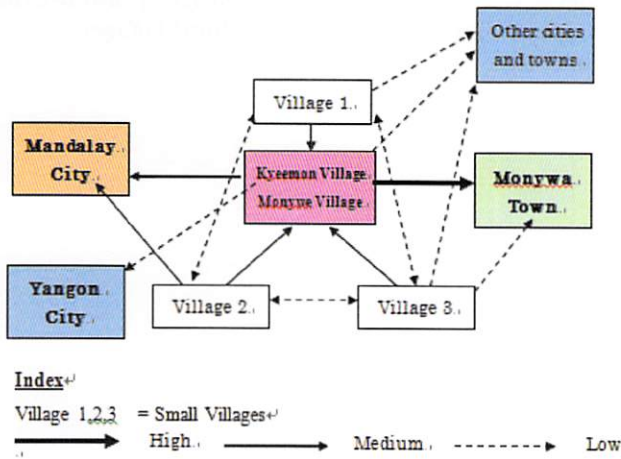 Other cities
and towns
Village 1
Mandalay
City
Kyeemon Village
Monyue Village
Monywa
Town
Yangon
City
Village 2
Village 3
Index
Village 1,2,3 = Small Villages
High Medium Low